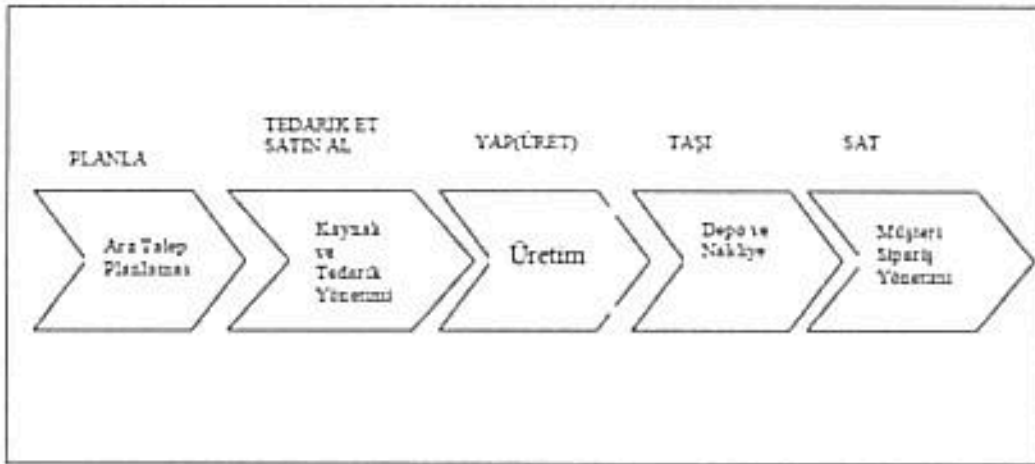 PLANLA
TEDARİK ET
SATIN AL
YAP(ÜRET)
TAŞI
SAT
Arz Talep
Planlaması
Kaynak
ve
Tedarik
Yönetimi
Üretim
Depo ve
Nakliye
Müşteri
Sipariş
Yönetimi